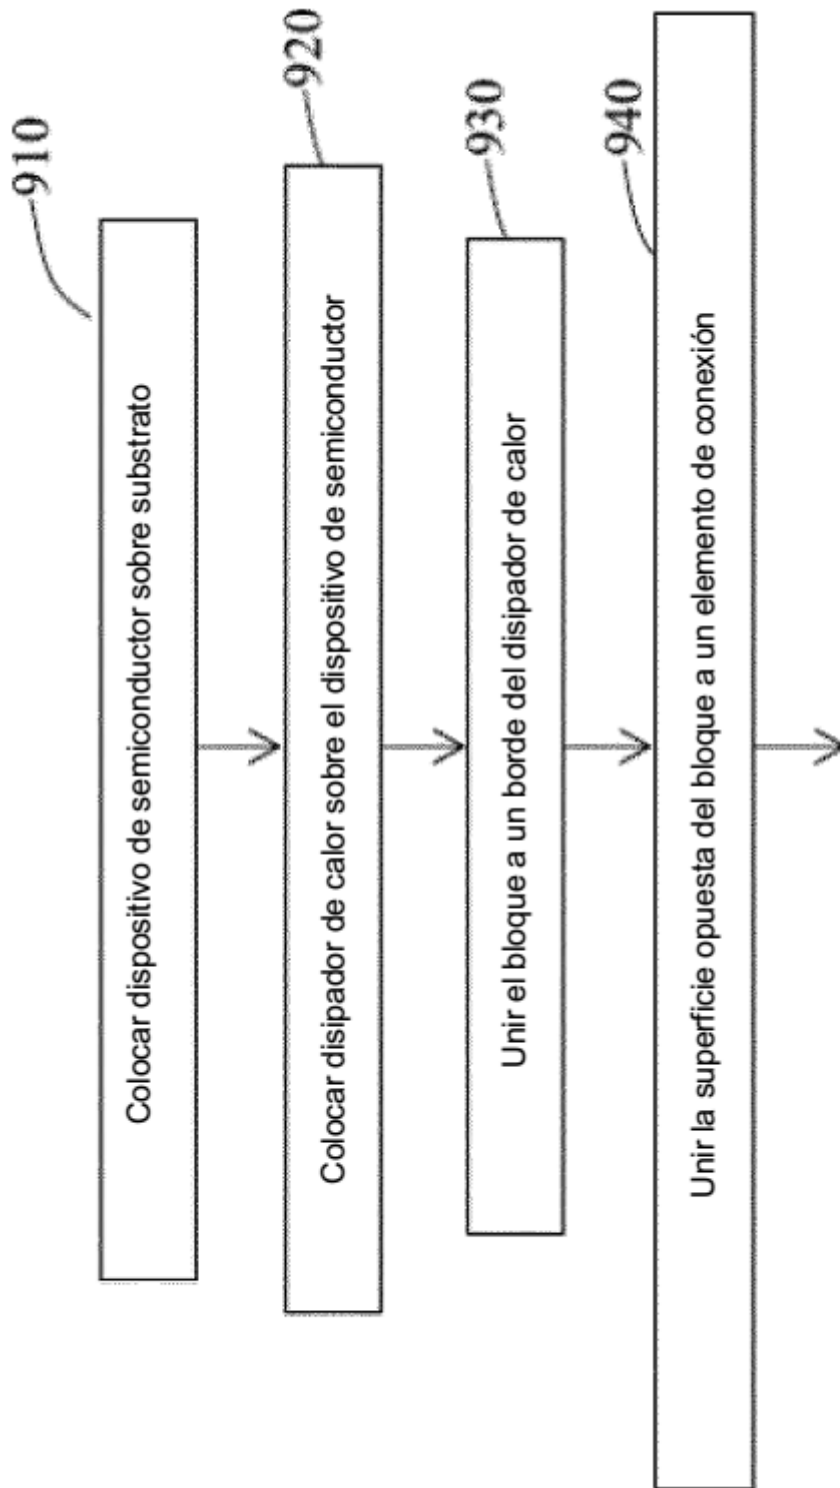 910
Colocar dispositivo de semiconductor sobre substrato
920
Colocar disipador de calor sobre el dispositivo de semiconductor
930
Unir el bloque a un borde del disipador de calor
940
Unir la superficie opuesta del bloque a un elemento de conexión